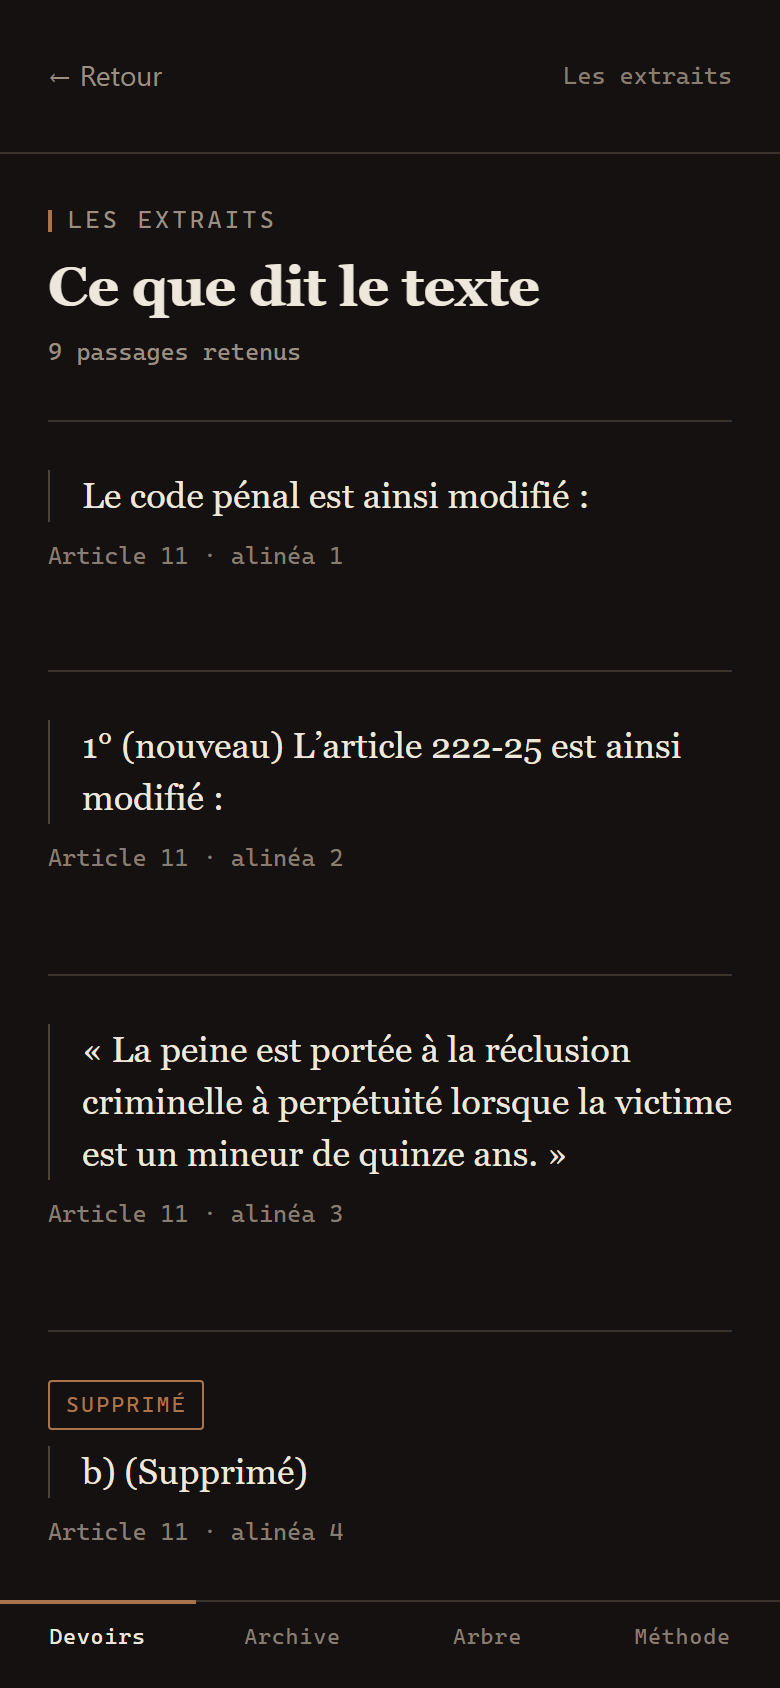 ← Retour
Les extraits
LES EXTRAITS
Ce que dit le texte
9 passages retenus
Le code pénal est ainsi modifié :
Article 11 · alinéa 1
1° (nouveau) L’article 222-25 est ainsi
modifié :
Article 11 · alinéa 2
« La peine est portée à la réclusion
criminelle à perpétuité lorsque la victime
est un mineur de quinze ans. »
Article 11 · alinéa 3
SUPPRIMÉ
b) (Supprimé)
Article 11 · alinéa 4
Devoirs
Archive
Arbre
Méthode